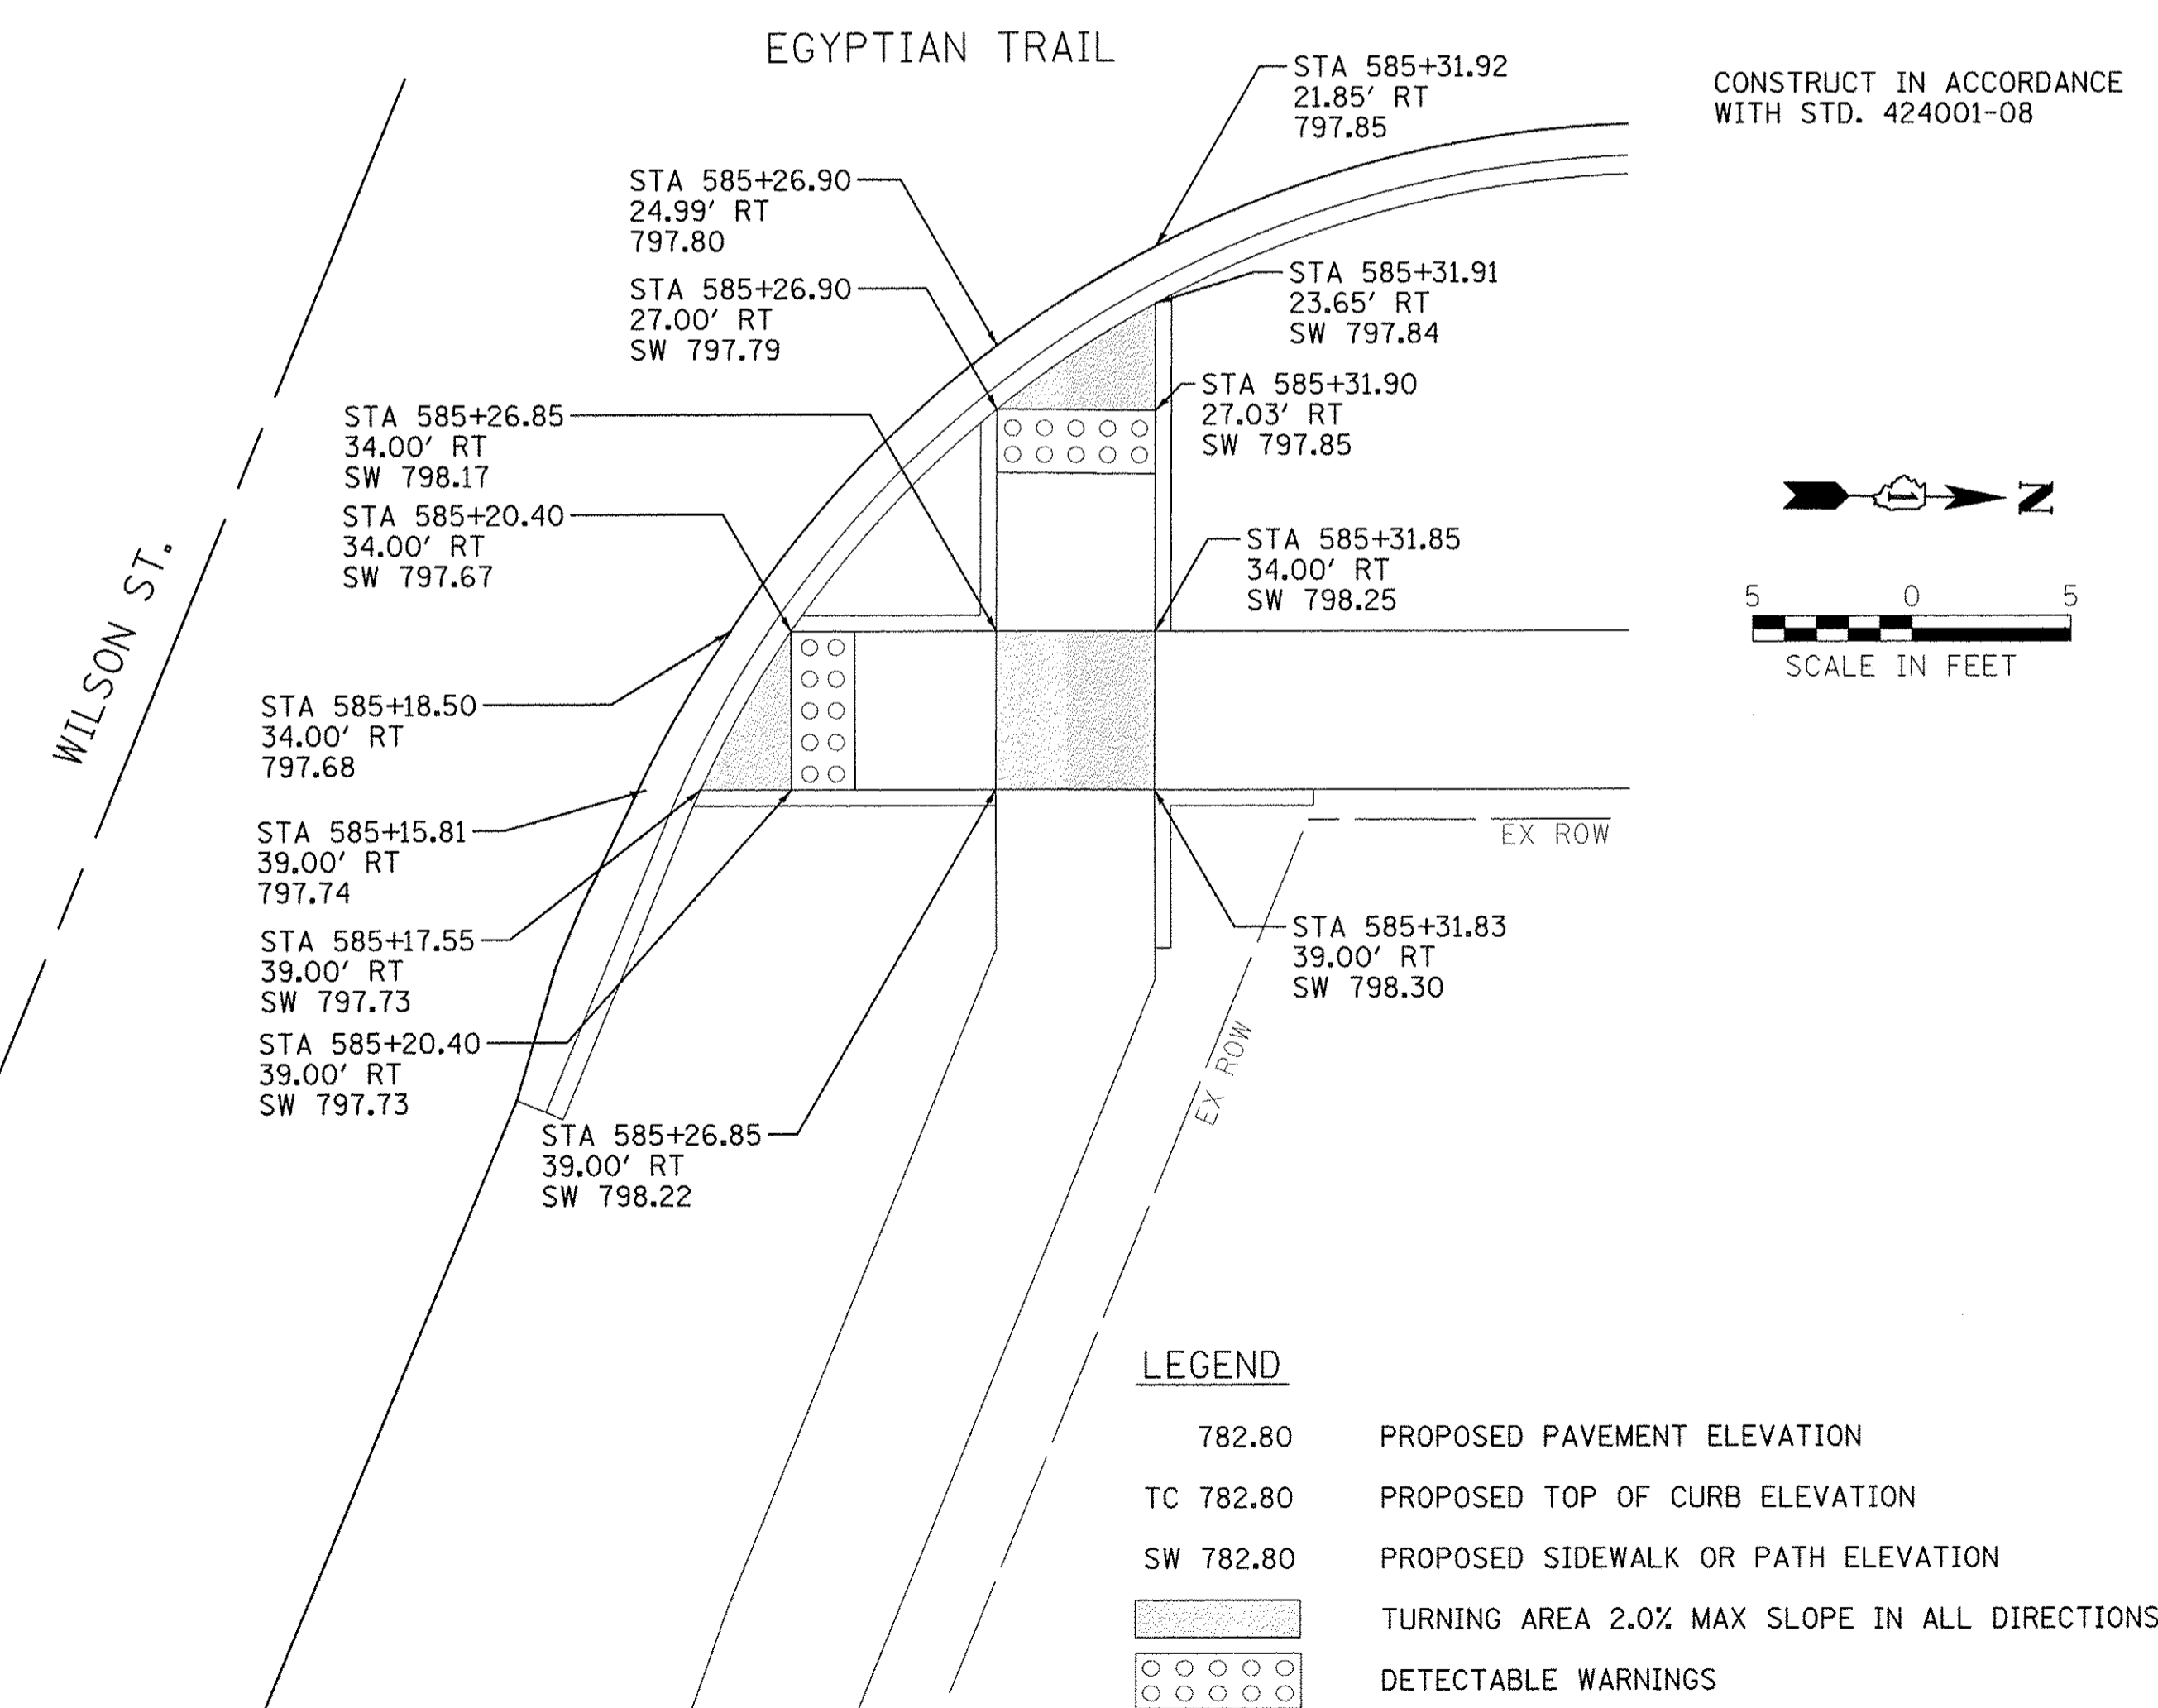 EGYPTIAN TRAIL
CONSTRUCT IN ACCORDANCE
WITH STD. 424001-08
STA 585+31.92
21.85' RT
797.85
STA 585+26.90
24.99' RT
797.80
STA 585+26.90
27.00' RT
SW 797.79
STA 585+31.91
23.65' RT
SW 797.84
STA 585+31.90
27.03' RT
SW 797.85
STA 585+26.85
34.00' RT
SW 798.17
STA 585+20.40
34.00' RT
SW 797.67
STA 585+31.85
34.00' RT
SW 798.25
N
5 0 5
SCALE IN FEET
WILSON ST.
STA 585+18.50
34.00' RT
797.68
STA 585+15.81
39.00' RT
797.74
STA 585+17.55
39.00' RT
SW 797.73
STA 585+20.40
39.00' RT
SW 797.73
STA 585+26.85
39.00' RT
SW 798.22
EX ROW
STA 585+31.83
39.00' RT
SW 798.30
EX ROW
LEGEND
782.80 PROPOSED PAVEMENT ELEVATION
TC 782.80 PROPOSED TOP OF CURB ELEVATION
SW 782.80 PROPOSED SIDEWALK OR PATH ELEVATION
TURNING AREA 2.0% MAX SLOPE IN ALL DIRECTIONS
DETECTABLE WARNINGS